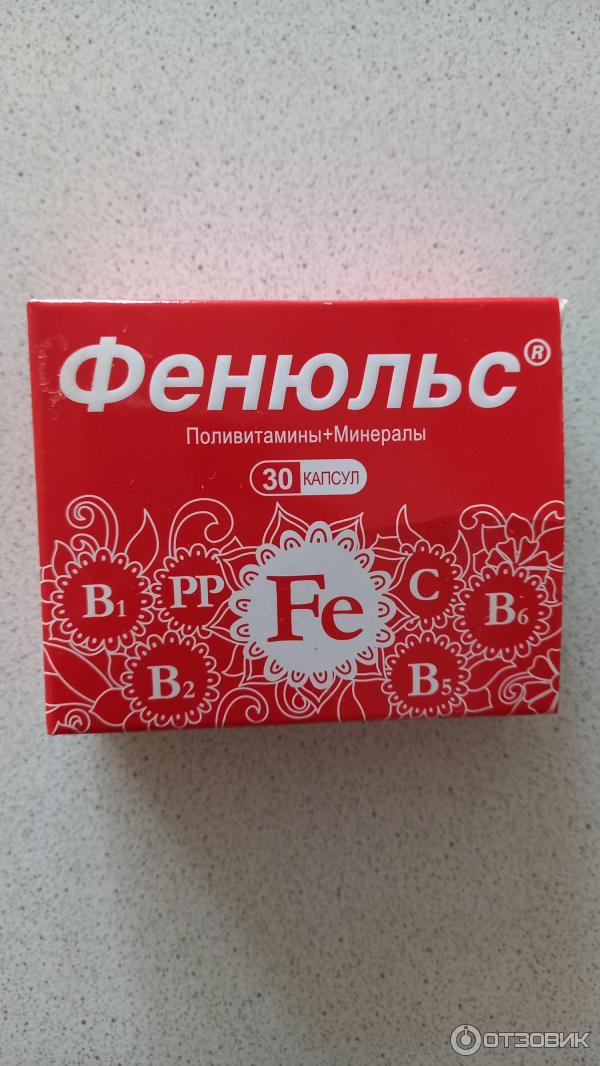 Фенюльс®
Поливитамины+Минералы
30 КАПСУЛ
B1 PP Fe C B6
B2 B5
ОТЗОВИК